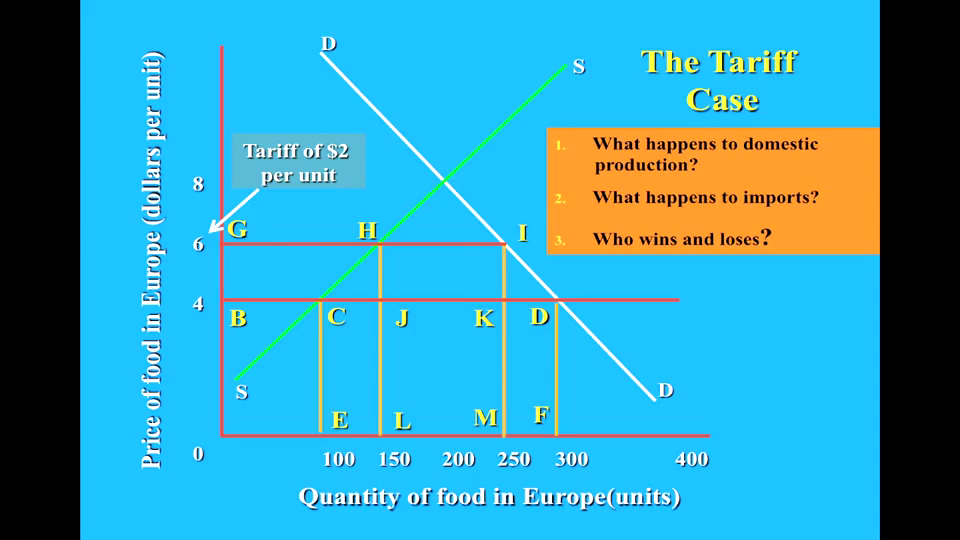 The Tariff
Case
1. What happens to domestic
production?
2. What happens to imports?
3. Who wins and loses?
Price of food in Europe (dollars per unit)
Tariff of $2
per unit
D
S
8
G
H
I
6
4
B
C
J
K
D
S
D
E
L
M
F
0
100
150
200
250
300
400
Quantity of food in Europe(units)